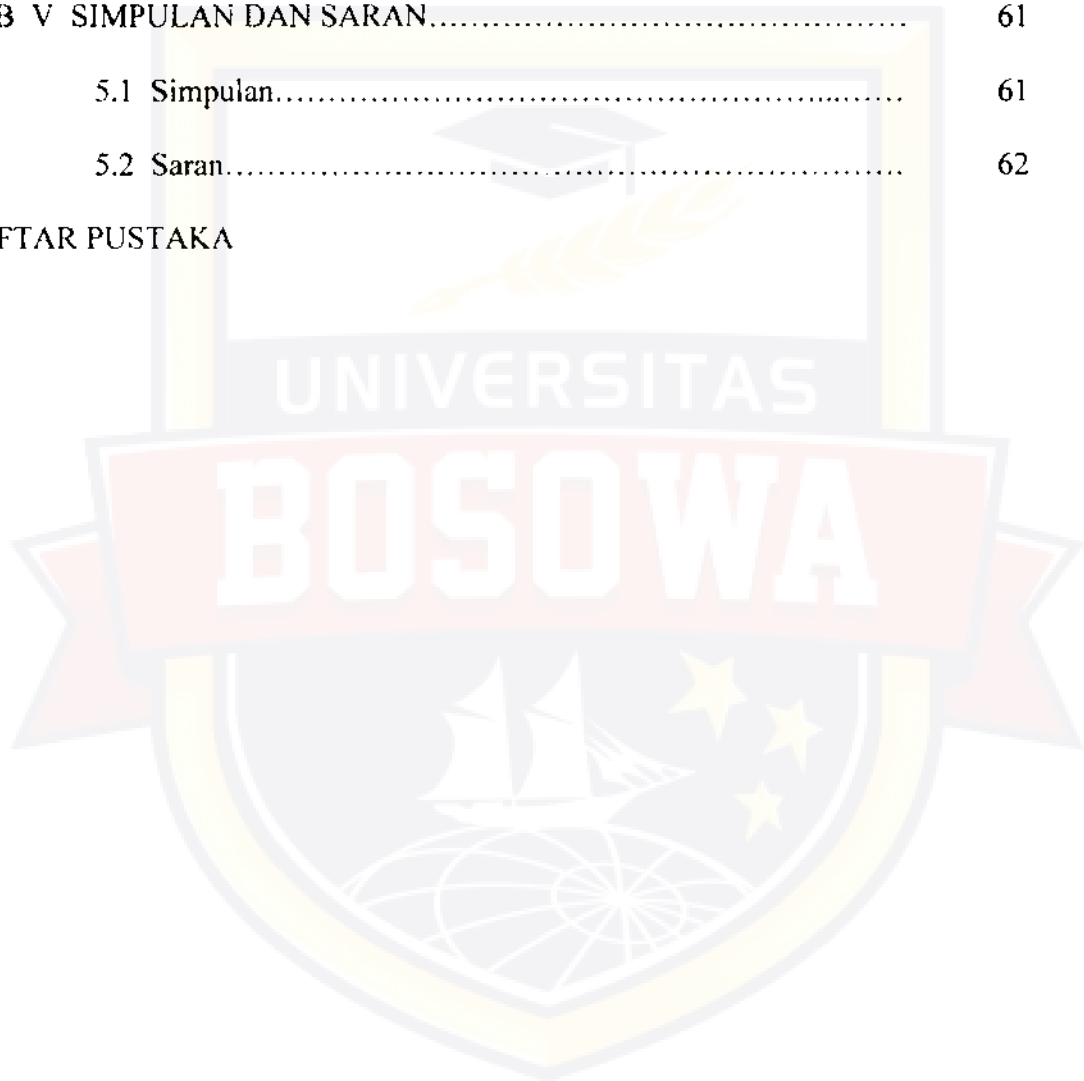 B V SIMPULAN DAN SARAN........................................................ 61
5.1 Simpulan........................................................ 61
5.2 Saran........................................................ 62
FTAR PUSTAKA
UNIVERSITAS
BOSOWA